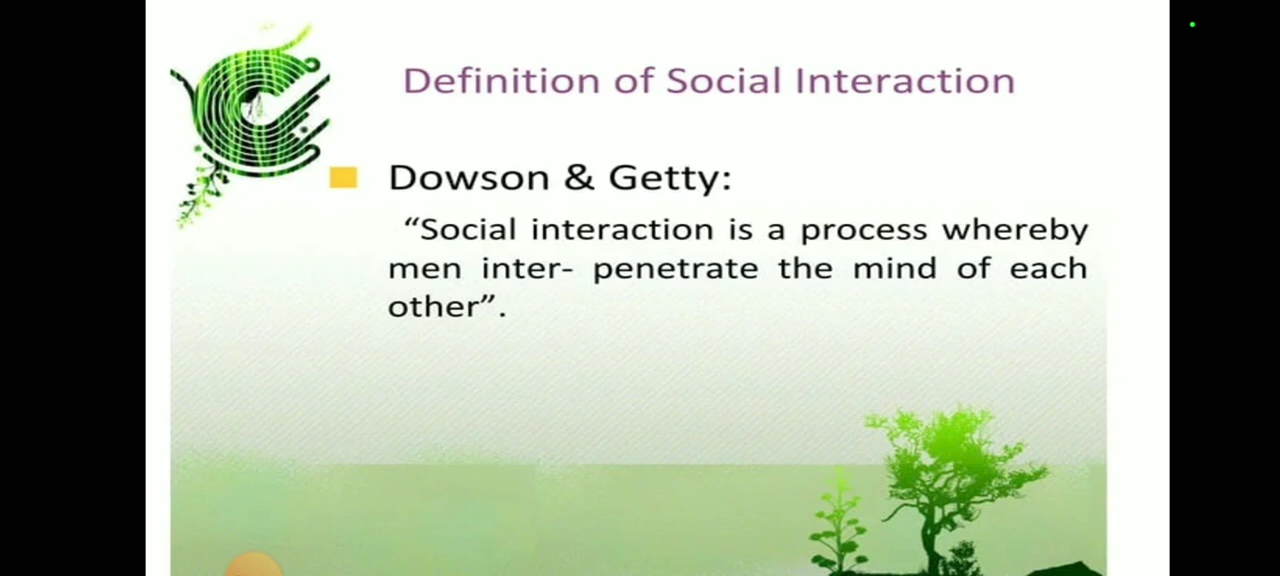 Definition of Social Interaction
Dowson & Getty:
“Social interaction is a process whereby
men inter- penetrate the mind of each
other”.